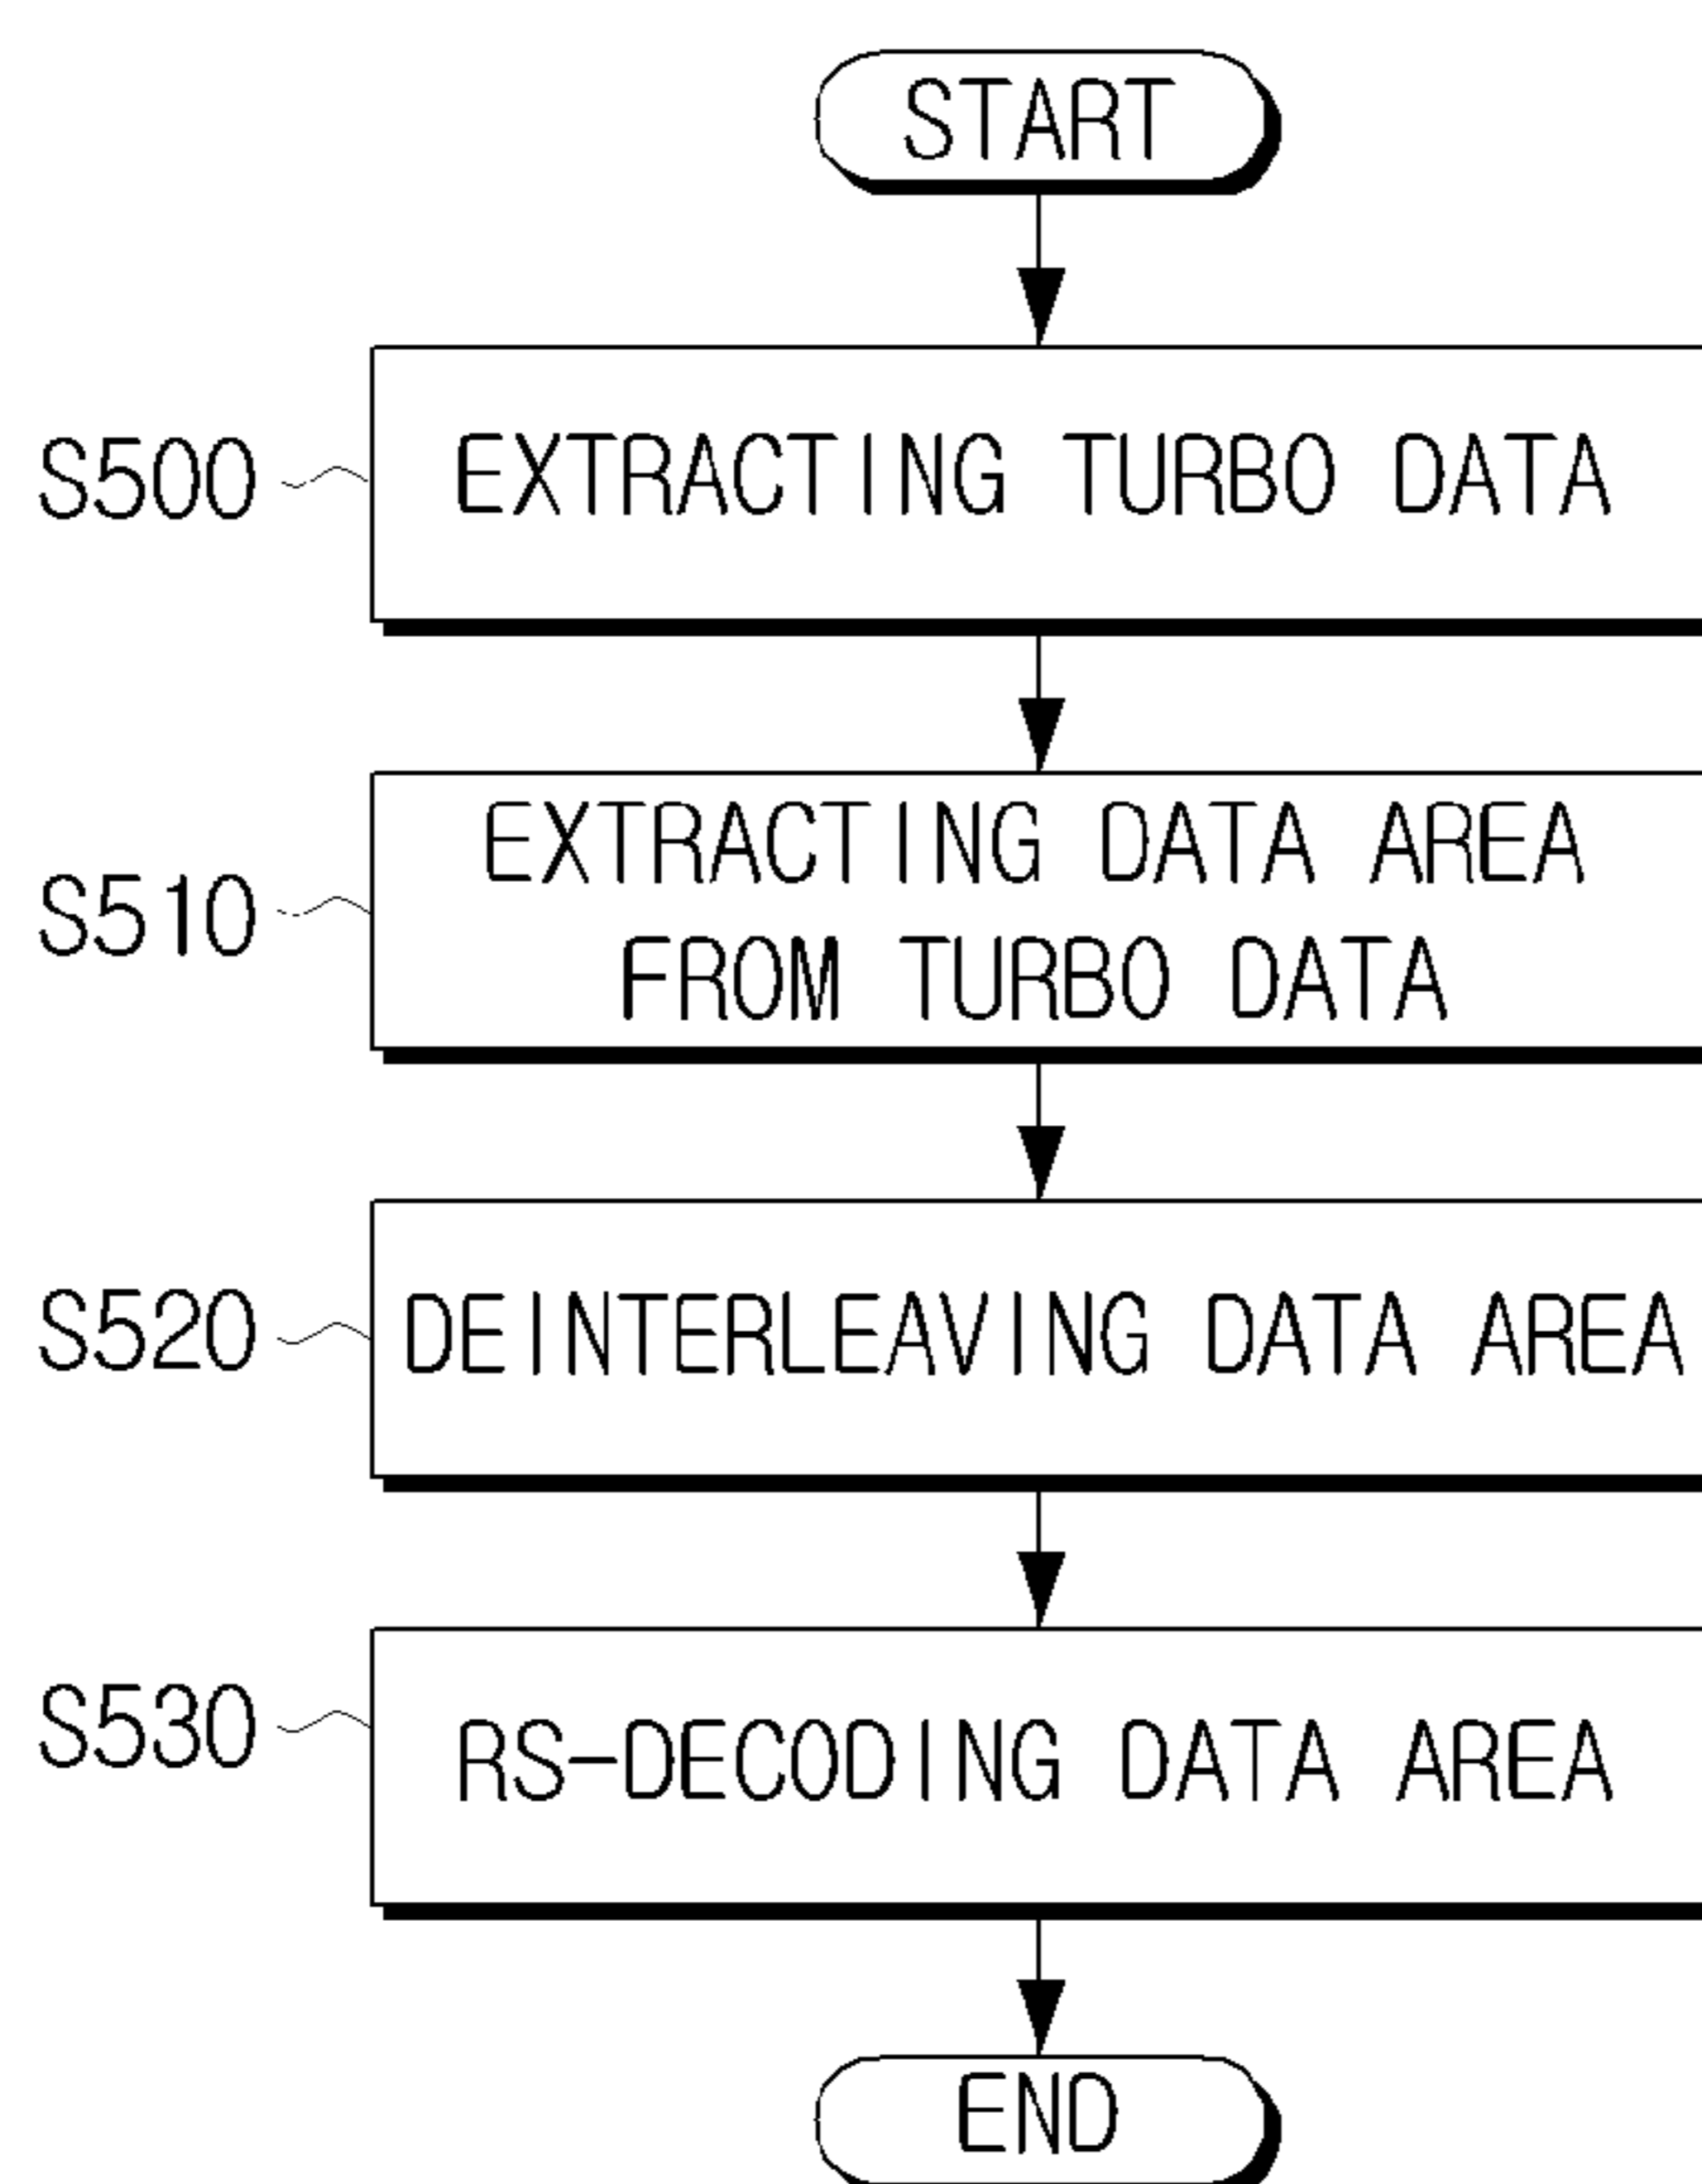 START
S500
EXTRACTING TURBO DATA
S510
EXTRACTING DATA AREA
FROM TURBO DATA
S520
DEINTERLEAVING DATA AREA
S530
RS-DECODING DATA AREA
END